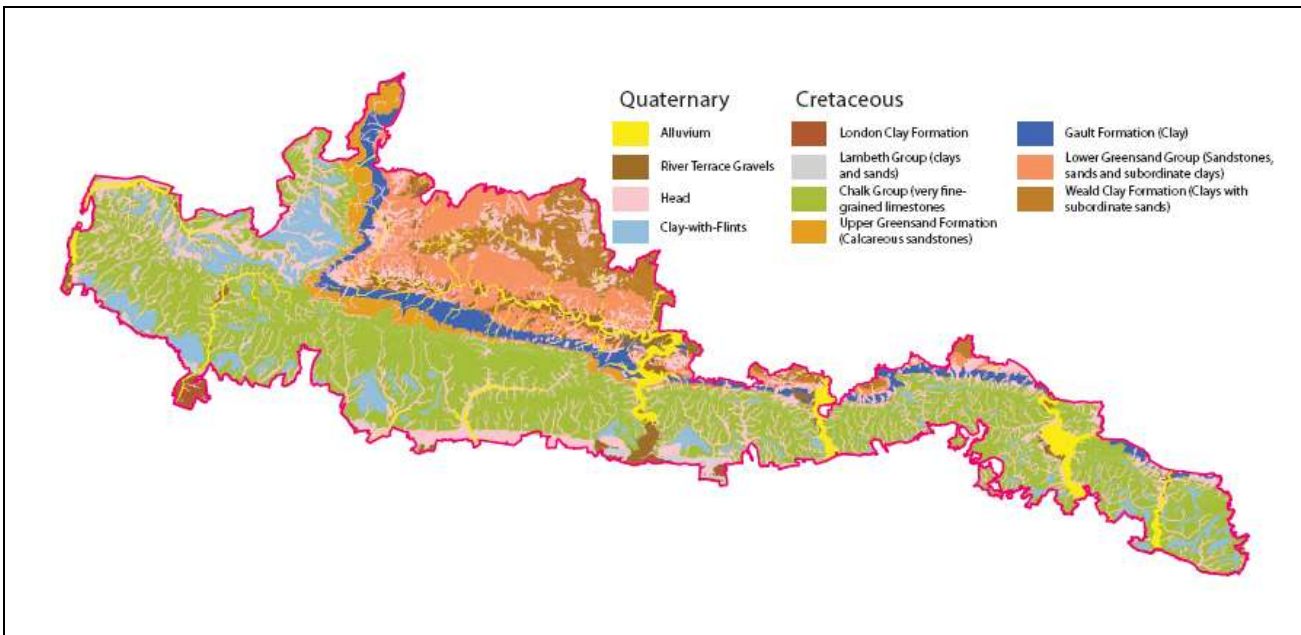 Quaternary
Alluvium
River Terrace Gravels
Head
Clay-with-Flints
Cretaceous
London Clay Formation
Lambeth Group (clays
and sands)
Chalk Group (very fine-
grained limestones
Upper Greensand Formation
(Calcareous sandstones)
Gault Formation (Clay)
Lower Greensand Group (Sandstones,
sands and subordinate clays)
Weald Clay Formation (Clays with
subordinate sands)